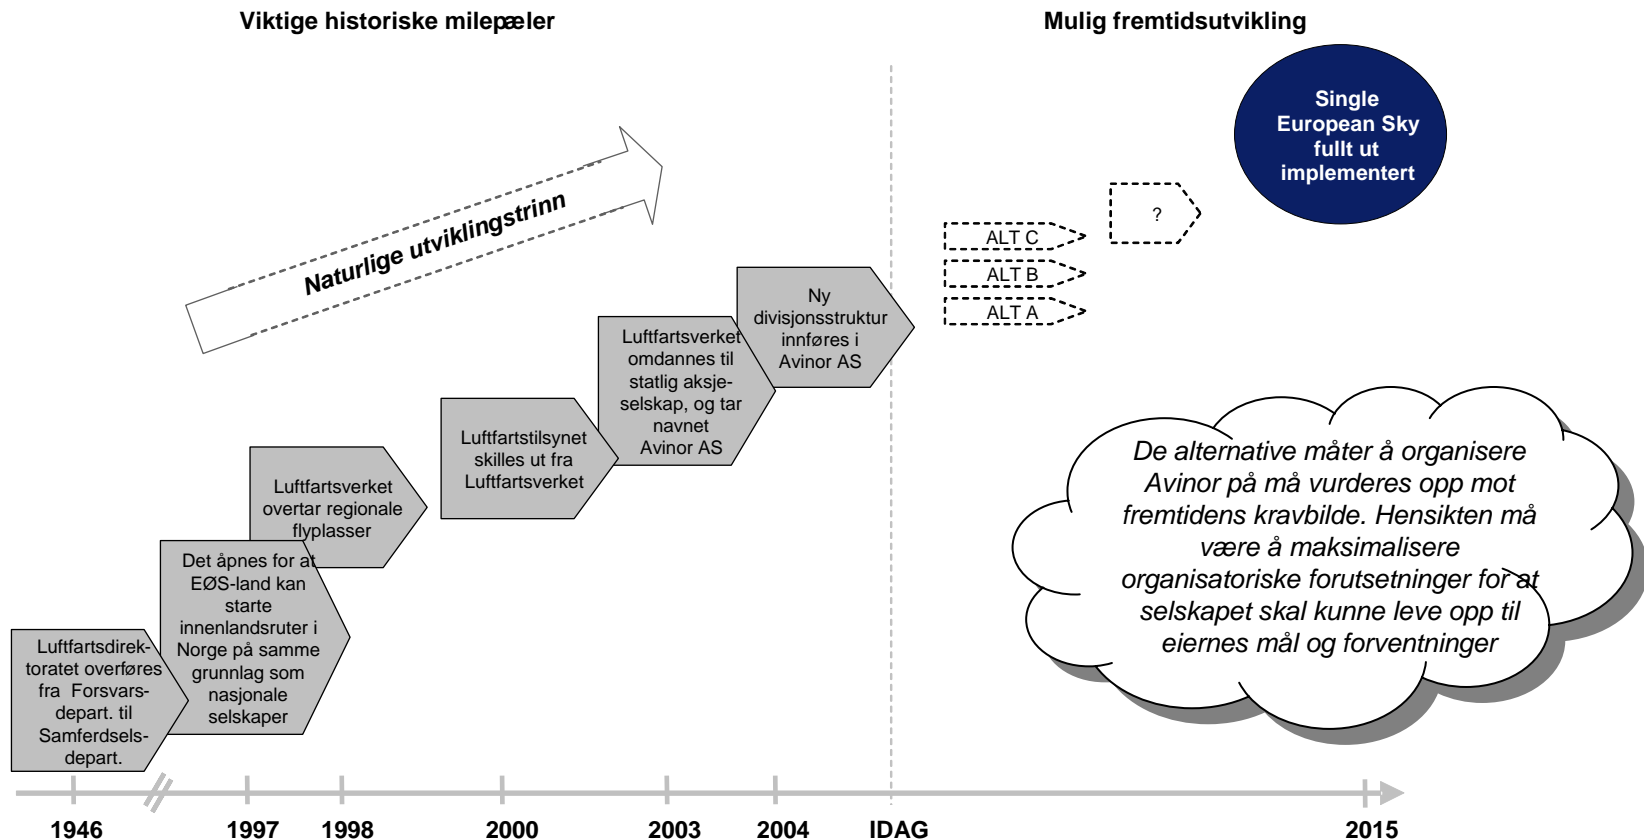 Viktige historiske milepæler
Mulig fremtidsutvikling
Single
European Sky
fullt ut
implementert
?
ALT C
ALT B
ALT A
Naturlige utviklingstrinn
Ny
divisjonsstruktur
innføres i
Avinor AS
Luftfartsverket
omdannes til
statlig aksje-
selskap, og tar
navnet
Avinor AS
Luftfartstilsynet
skilles ut fra
Luftfartsverket
Luftfartsverket
overtar regionale
flyplasser
Det åpnes for at
EØS-land kan
starte
innenlandsruter i
Norge på samme
grunnlag som
nasjonale
selskaper
Luftfartsdirek-
toratet overføres
fra Forsvars-
depart. til
Samferdsels-
depart.
De alternative måter å organisere
Avinor på må vurderes opp mot
fremtidens kravbilde. Hensikten må
være å maksimalisere
organisatoriske forutsetninger for at
selskapet skal kunne leve opp til
eiernes mål og forventninger
1946
1997
1998
2000
2003
2004
IDAG
2015